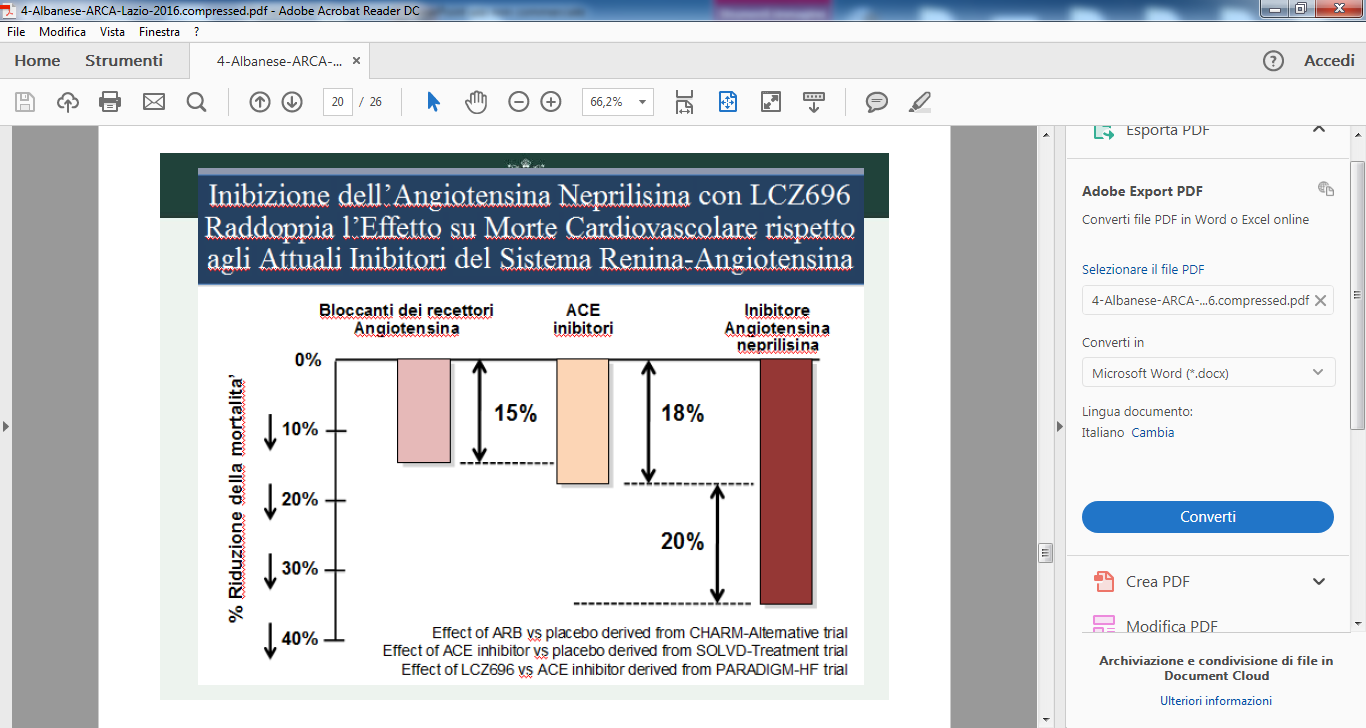 4-Albanese-ARCA-Lazio-2016.compressed.pdf - Adobe Acrobat Reader DC
File Modifica Vista Finestra ?
Home Strumenti 4-Albanese-ARCA-... × ? Accedi
20 / 26 66,2%
Esporta PDF
Adobe Export PDF
Converti file PDF in Word o Excel online
Selezionare il file PDF
4-Albanese-ARCA-...6.compressed.pdf
Converti in
Microsoft Word (*.docx)
Lingua documento:
Italiano Cambia
Converti
Crea PDF
Modifica PDF
Archiviazione e condivisione di file in
Document Cloud
Ulteriori informazioni
Inibizione dell'Angiotensina Neprilisina con LCZ696
Raddoppia l'Effetto su Morte Cardiovascolare rispetto
agli Attuali Inibitori del Sistema Renina-Angiotensina
Bloccanti dei recettori
Angiotensina
ACE
inibitori
Inibitore
Angiotensina
neprilisina
% Riduzione della mortalita'
0%
10%
20%
30%
40%
15%
18%
20%
Effect of ARB vs placebo derived from CHARM-Alternative trial
Effect of ACE inhibitor vs placebo derived from SOLVD-Treatment trial
Effect of LCZ696 vs ACE inhibitor derived from PARADIGM-HF trial